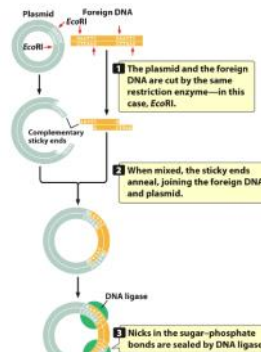 Plasmid
Foreign DNA
EcoRI
EcoRI
1 The plasmid and the foreign
DNA are cut by the same
restriction enzyme—in this
case, EcoRI.
Complementary
sticky ends
2 When mixed, the sticky ends
anneal, joining the foreign DNA
and plasmid.
DNA ligase
3 Nicks in the sugar–phosphate
bonds are sealed by DNA ligase